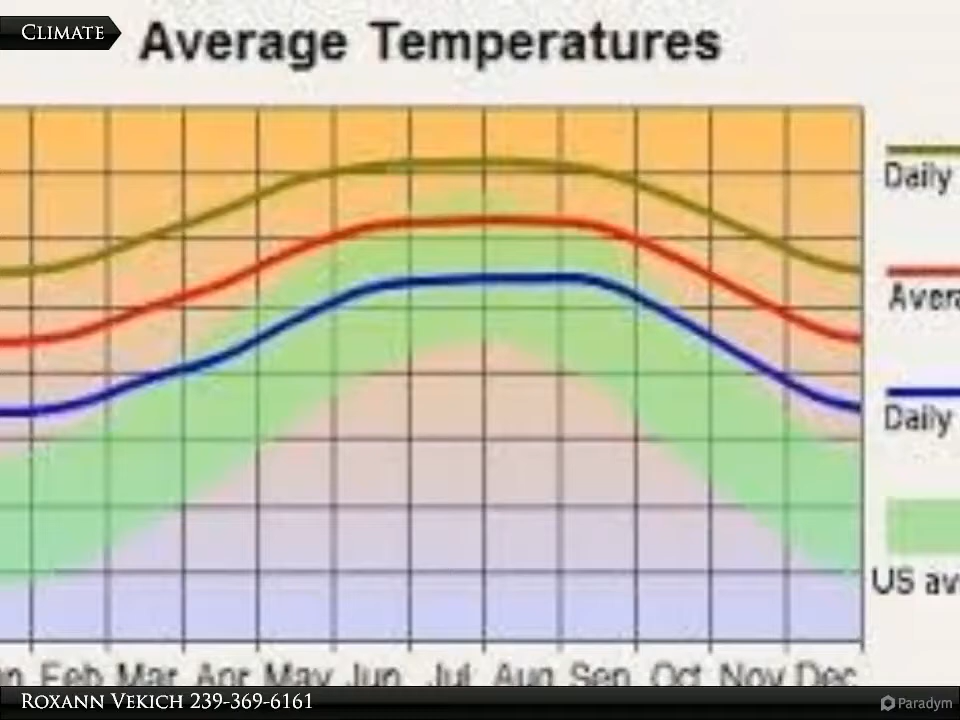 CLIMATE
Average Temperatures
Daily
Avera
Daily
US av
n Feb Mar Apr May Jun Jul Aug Sep Oct Nov Dec
ROXANN VEKICH 239-369-6161
Paradym